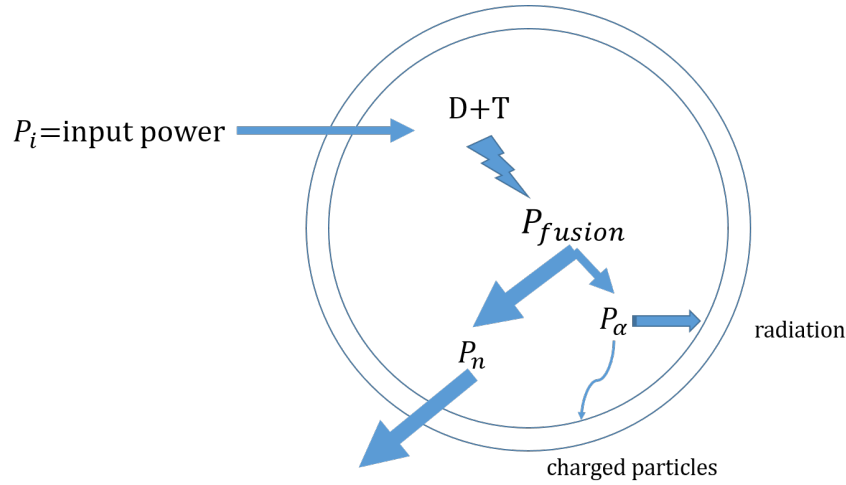 D+T
P_i=input power
P_fusion
P_α
radiation
P_n
charged particles